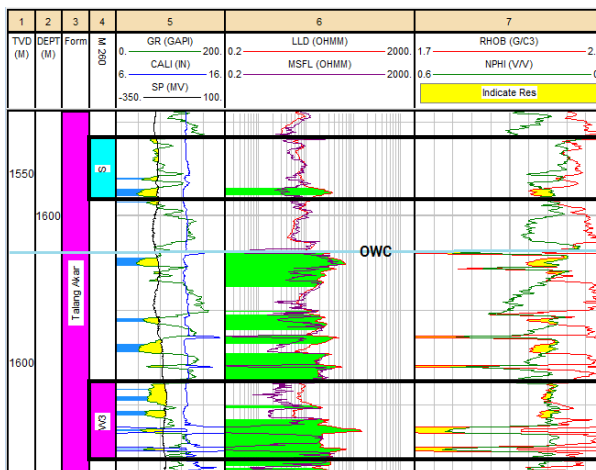 1 2 3 4 5 6 7
TVD (M) DEPT (M) Form M 260
GR (GAPI)
0. 200.
CALI (IN)
6. 16.
SP (MV)
-350. 100.
LLD (OHMM)
0.2 2000.
MSFL (OHMM)
0.2 2000.
RHOB (G/C3)
1.7 2.
NPHI (V/V)
0.6 0
Indicate Res
S
1550
1600
OWC
Talang Akar
1600
W3